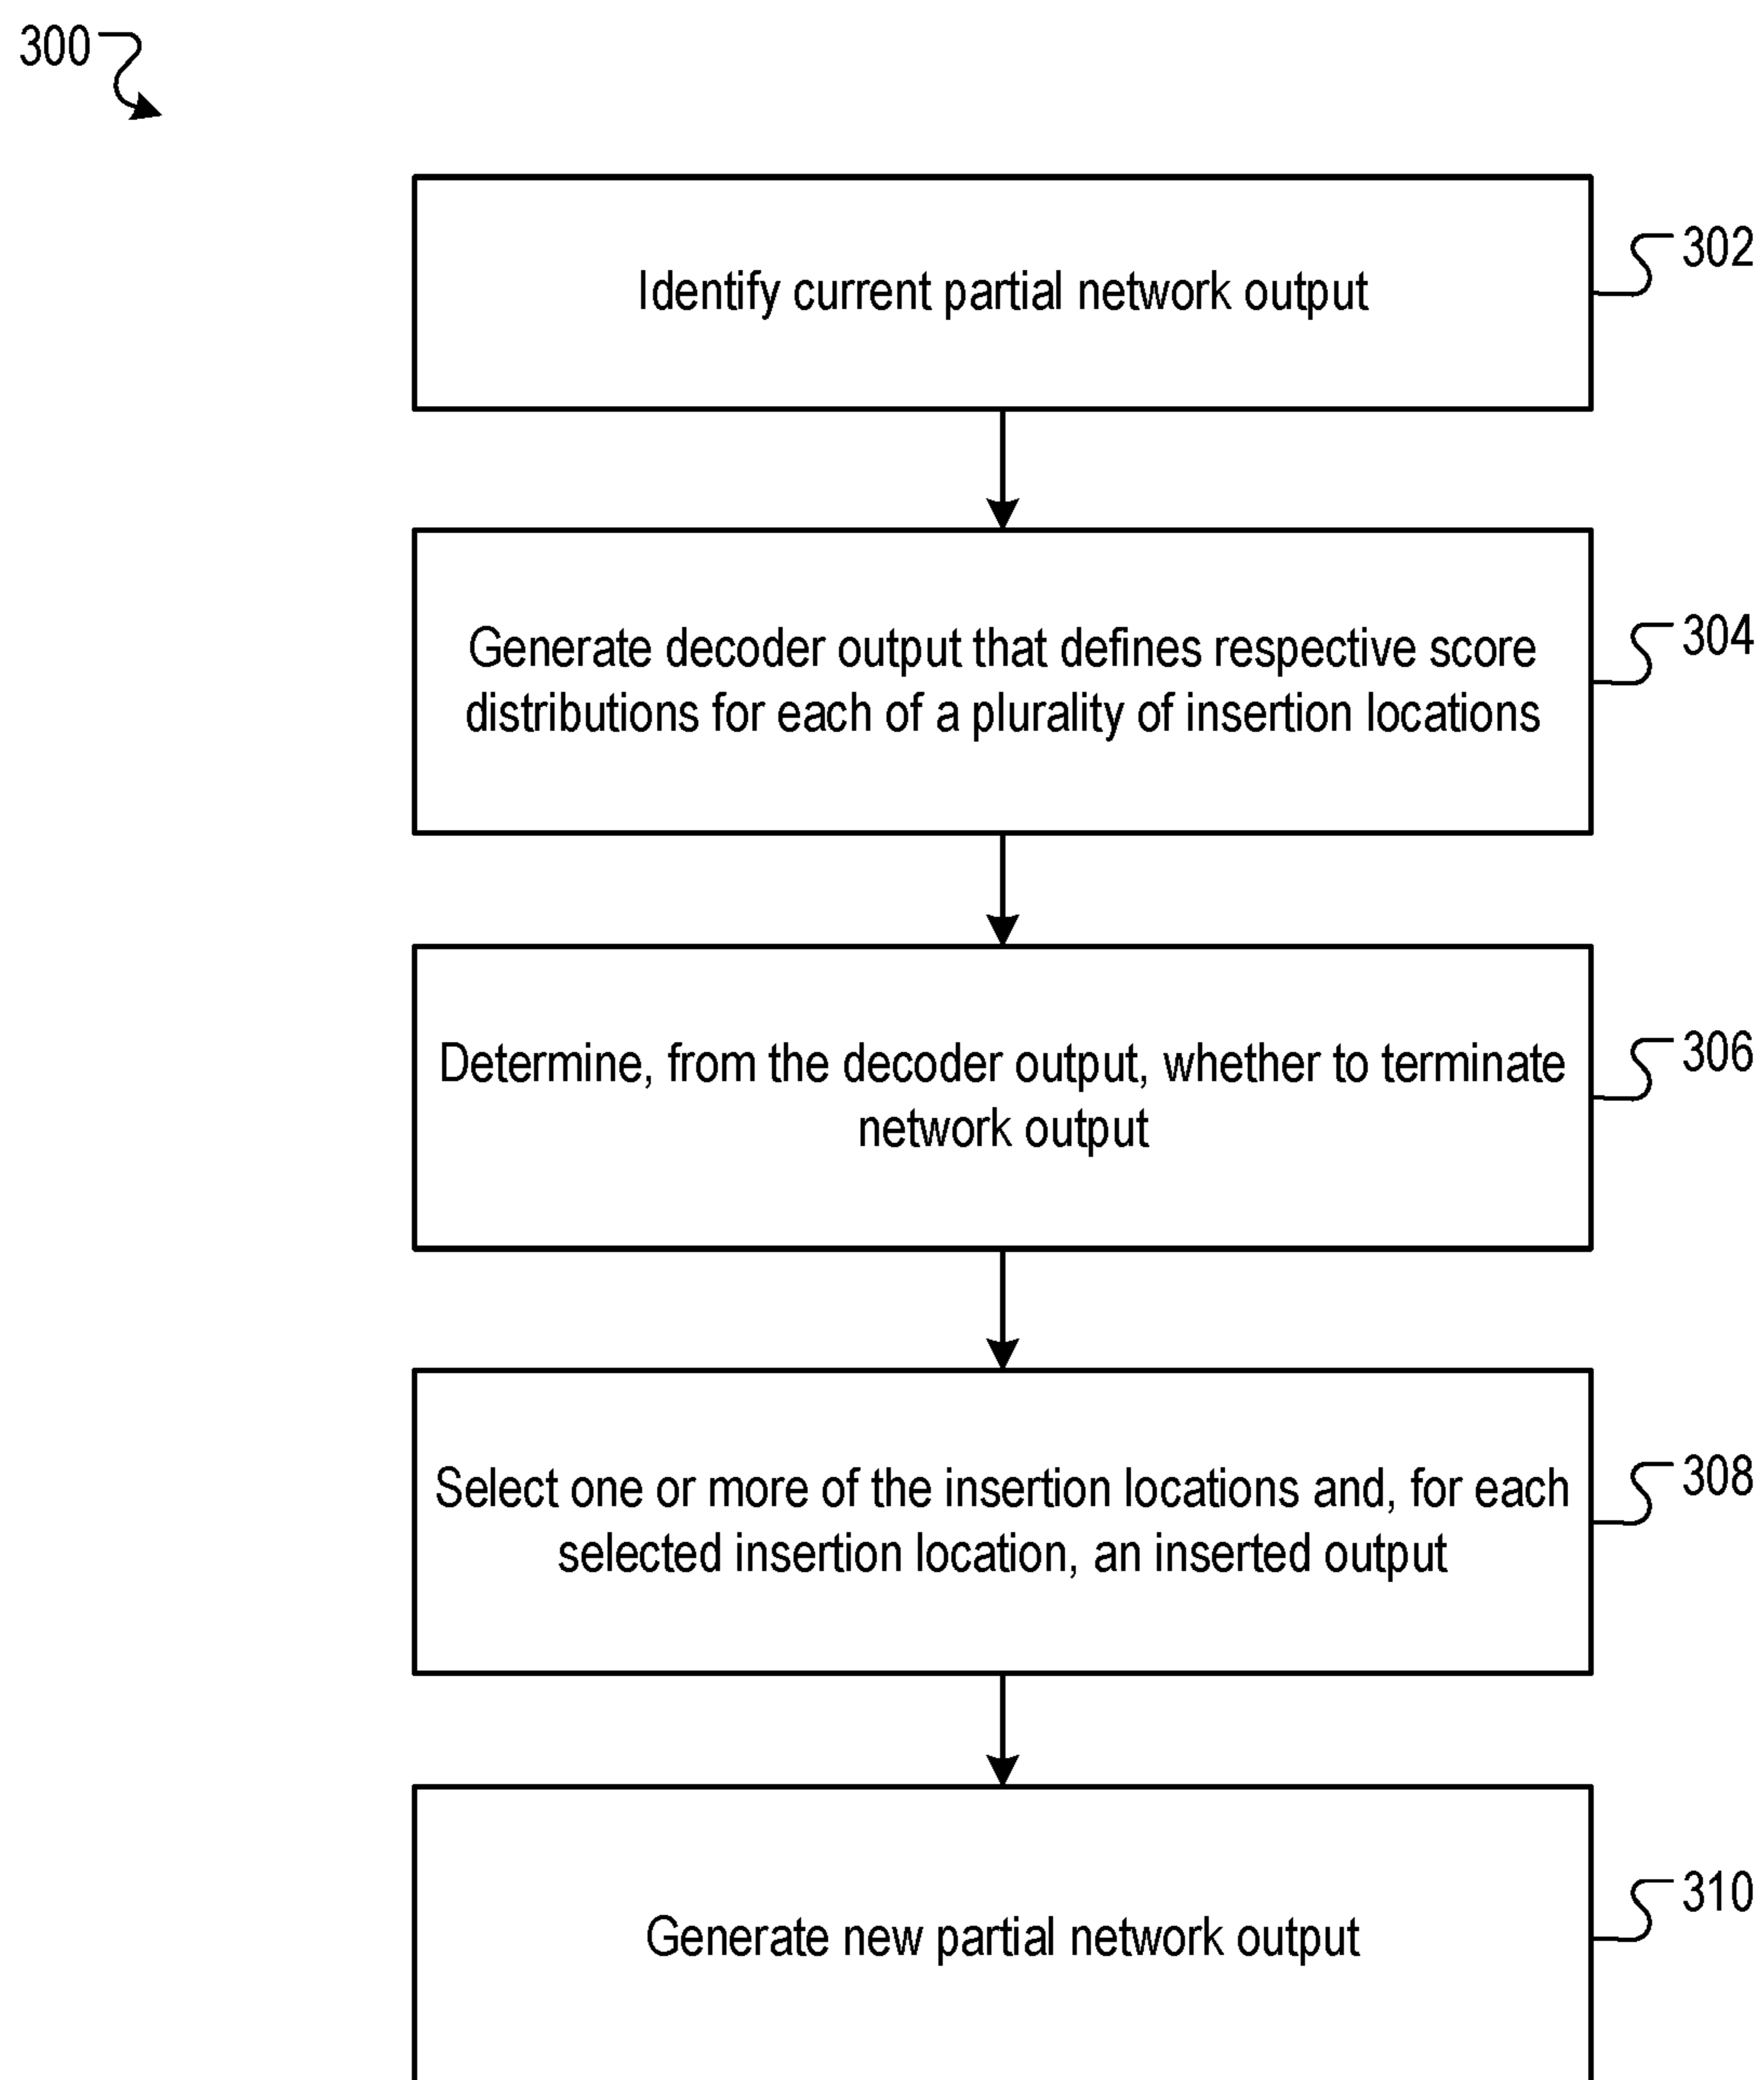 300
Identify current partial network output
302
Generate decoder output that defines respective score
distributions for each of a plurality of insertion locations
304
Determine, from the decoder output, whether to terminate
network output
306
Select one or more of the insertion locations and, for each
selected insertion location, an inserted output
308
Generate new partial network output
310